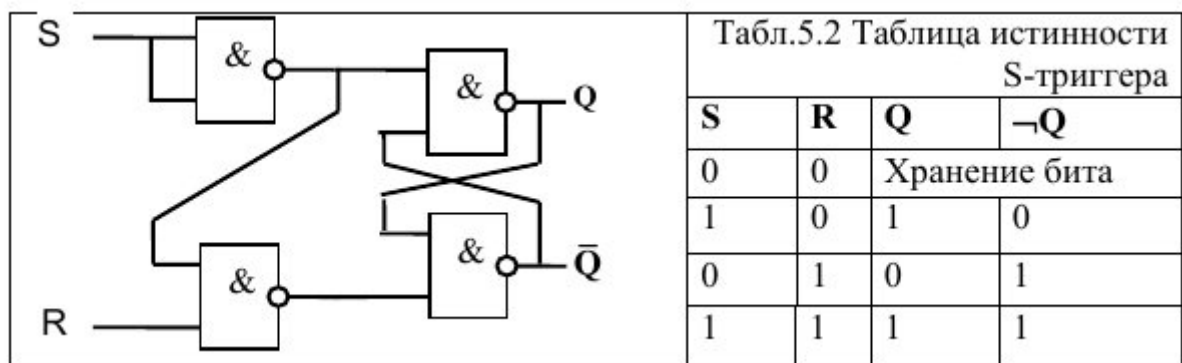 S
&
&
Q
&
Q̅
&
R
Табл.5.2 Таблица истинности
S-триггера
S R Q ¬Q
0 0 Хранение бита
1 0 1 0
0 1 0 1
1 1 1 1